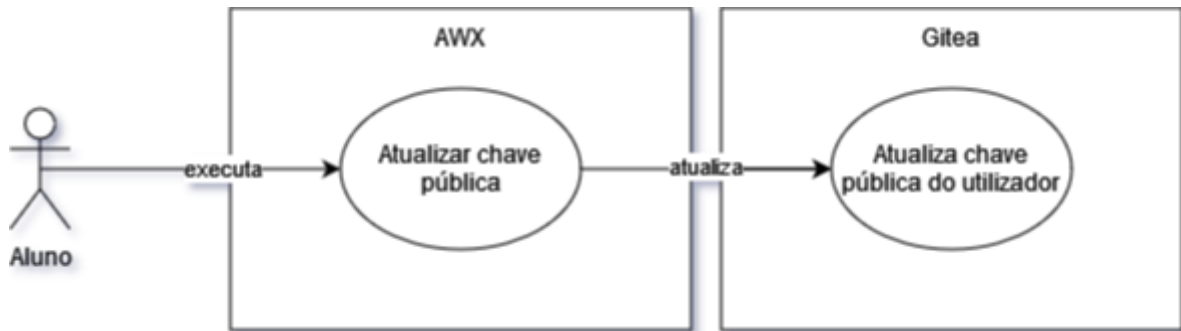 AWX
Gitea
Aluno
executa
Atualizar chave
pública
atualiza
Atualiza chave
pública do utilizador